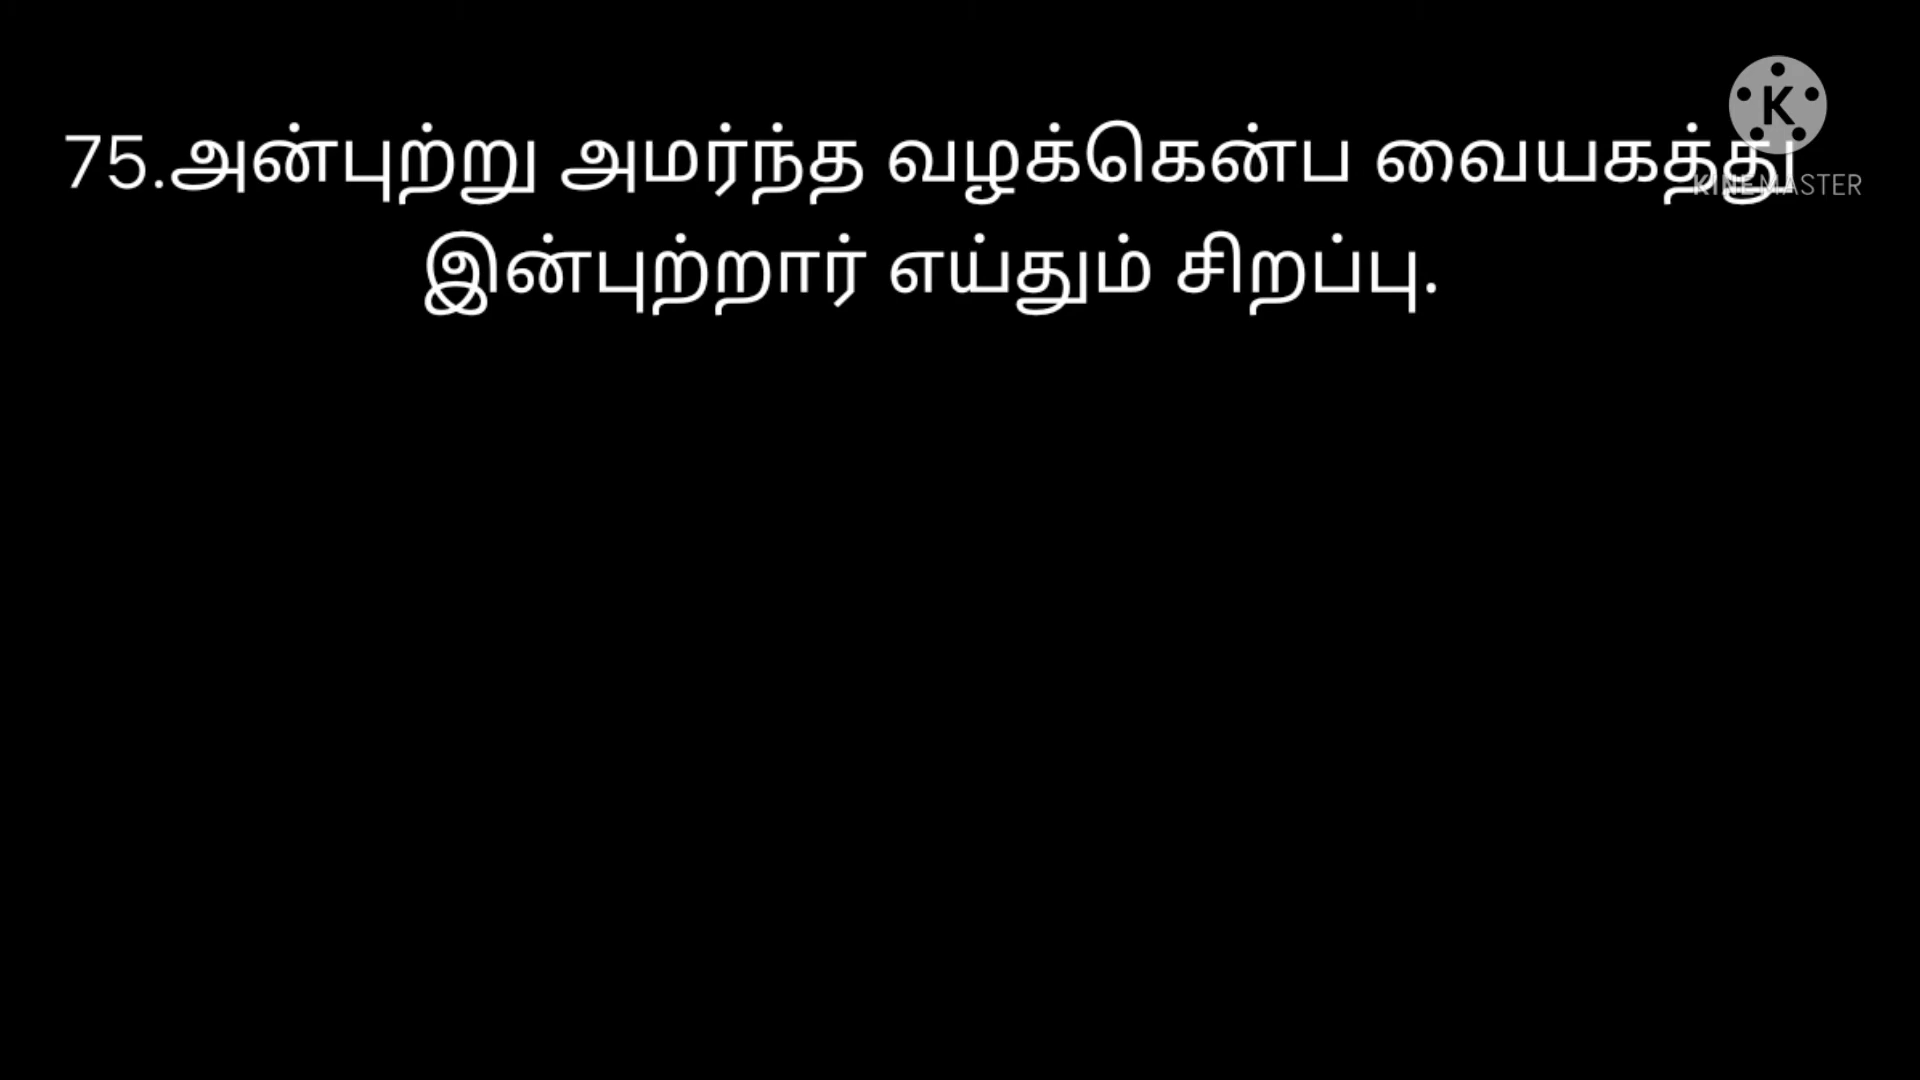 75.அன்புற்று அமர்ந்த வழக்கென்ப வையகத்து
இன்புற்றார் எய்தும் சிறப்பு.
K
KINEMASTER